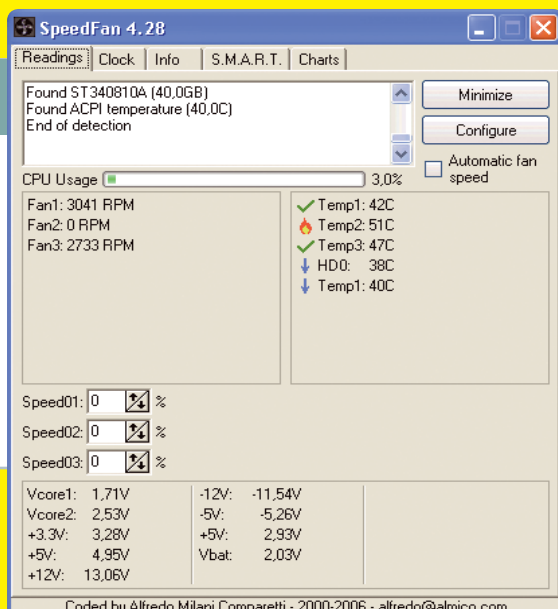 SpeedFan 4.28
Readings Clock Info S.M.A.R.T. Charts
Found ST340810A (40,0GB)
Found ACPI temperature (40,0C)
End of detection
Minimize
Configure
Automatic fan
speed
CPU Usage 3,0%
Fan1: 3041 RPM
Fan2: 0 RPM
Fan3: 2733 RPM
Temp1: 42C
Temp2: 51C
Temp3: 47C
HD0: 38C
Temp1: 40C
Speed01: 0 %
Speed02: 0 %
Speed03: 0 %
Vcore1: 1,71V
Vcore2: 2,53V
+3.3V: 3,28V
+5V: 4,95V
+12V: 13,06V
-12V: -11,54V
-5V: -5,26V
+5V: 2,93V
Vbat: 2,03V
Coded by Alfredo Milani Comparetti - 2000-2006 - alfredo@almico.com